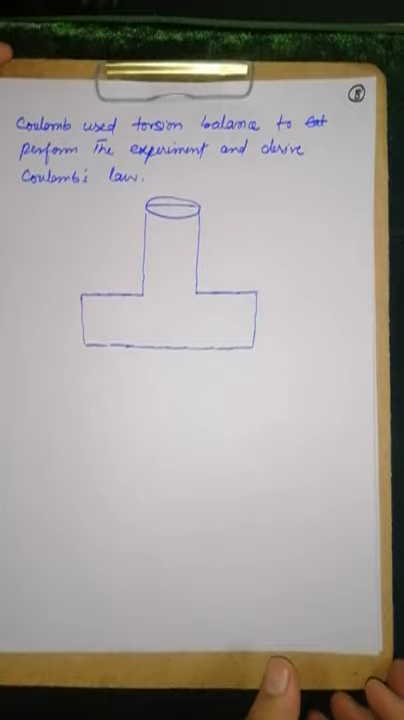 8
Coulomb used torsion balance to
perform The experiment and derive
Coulomb's law.